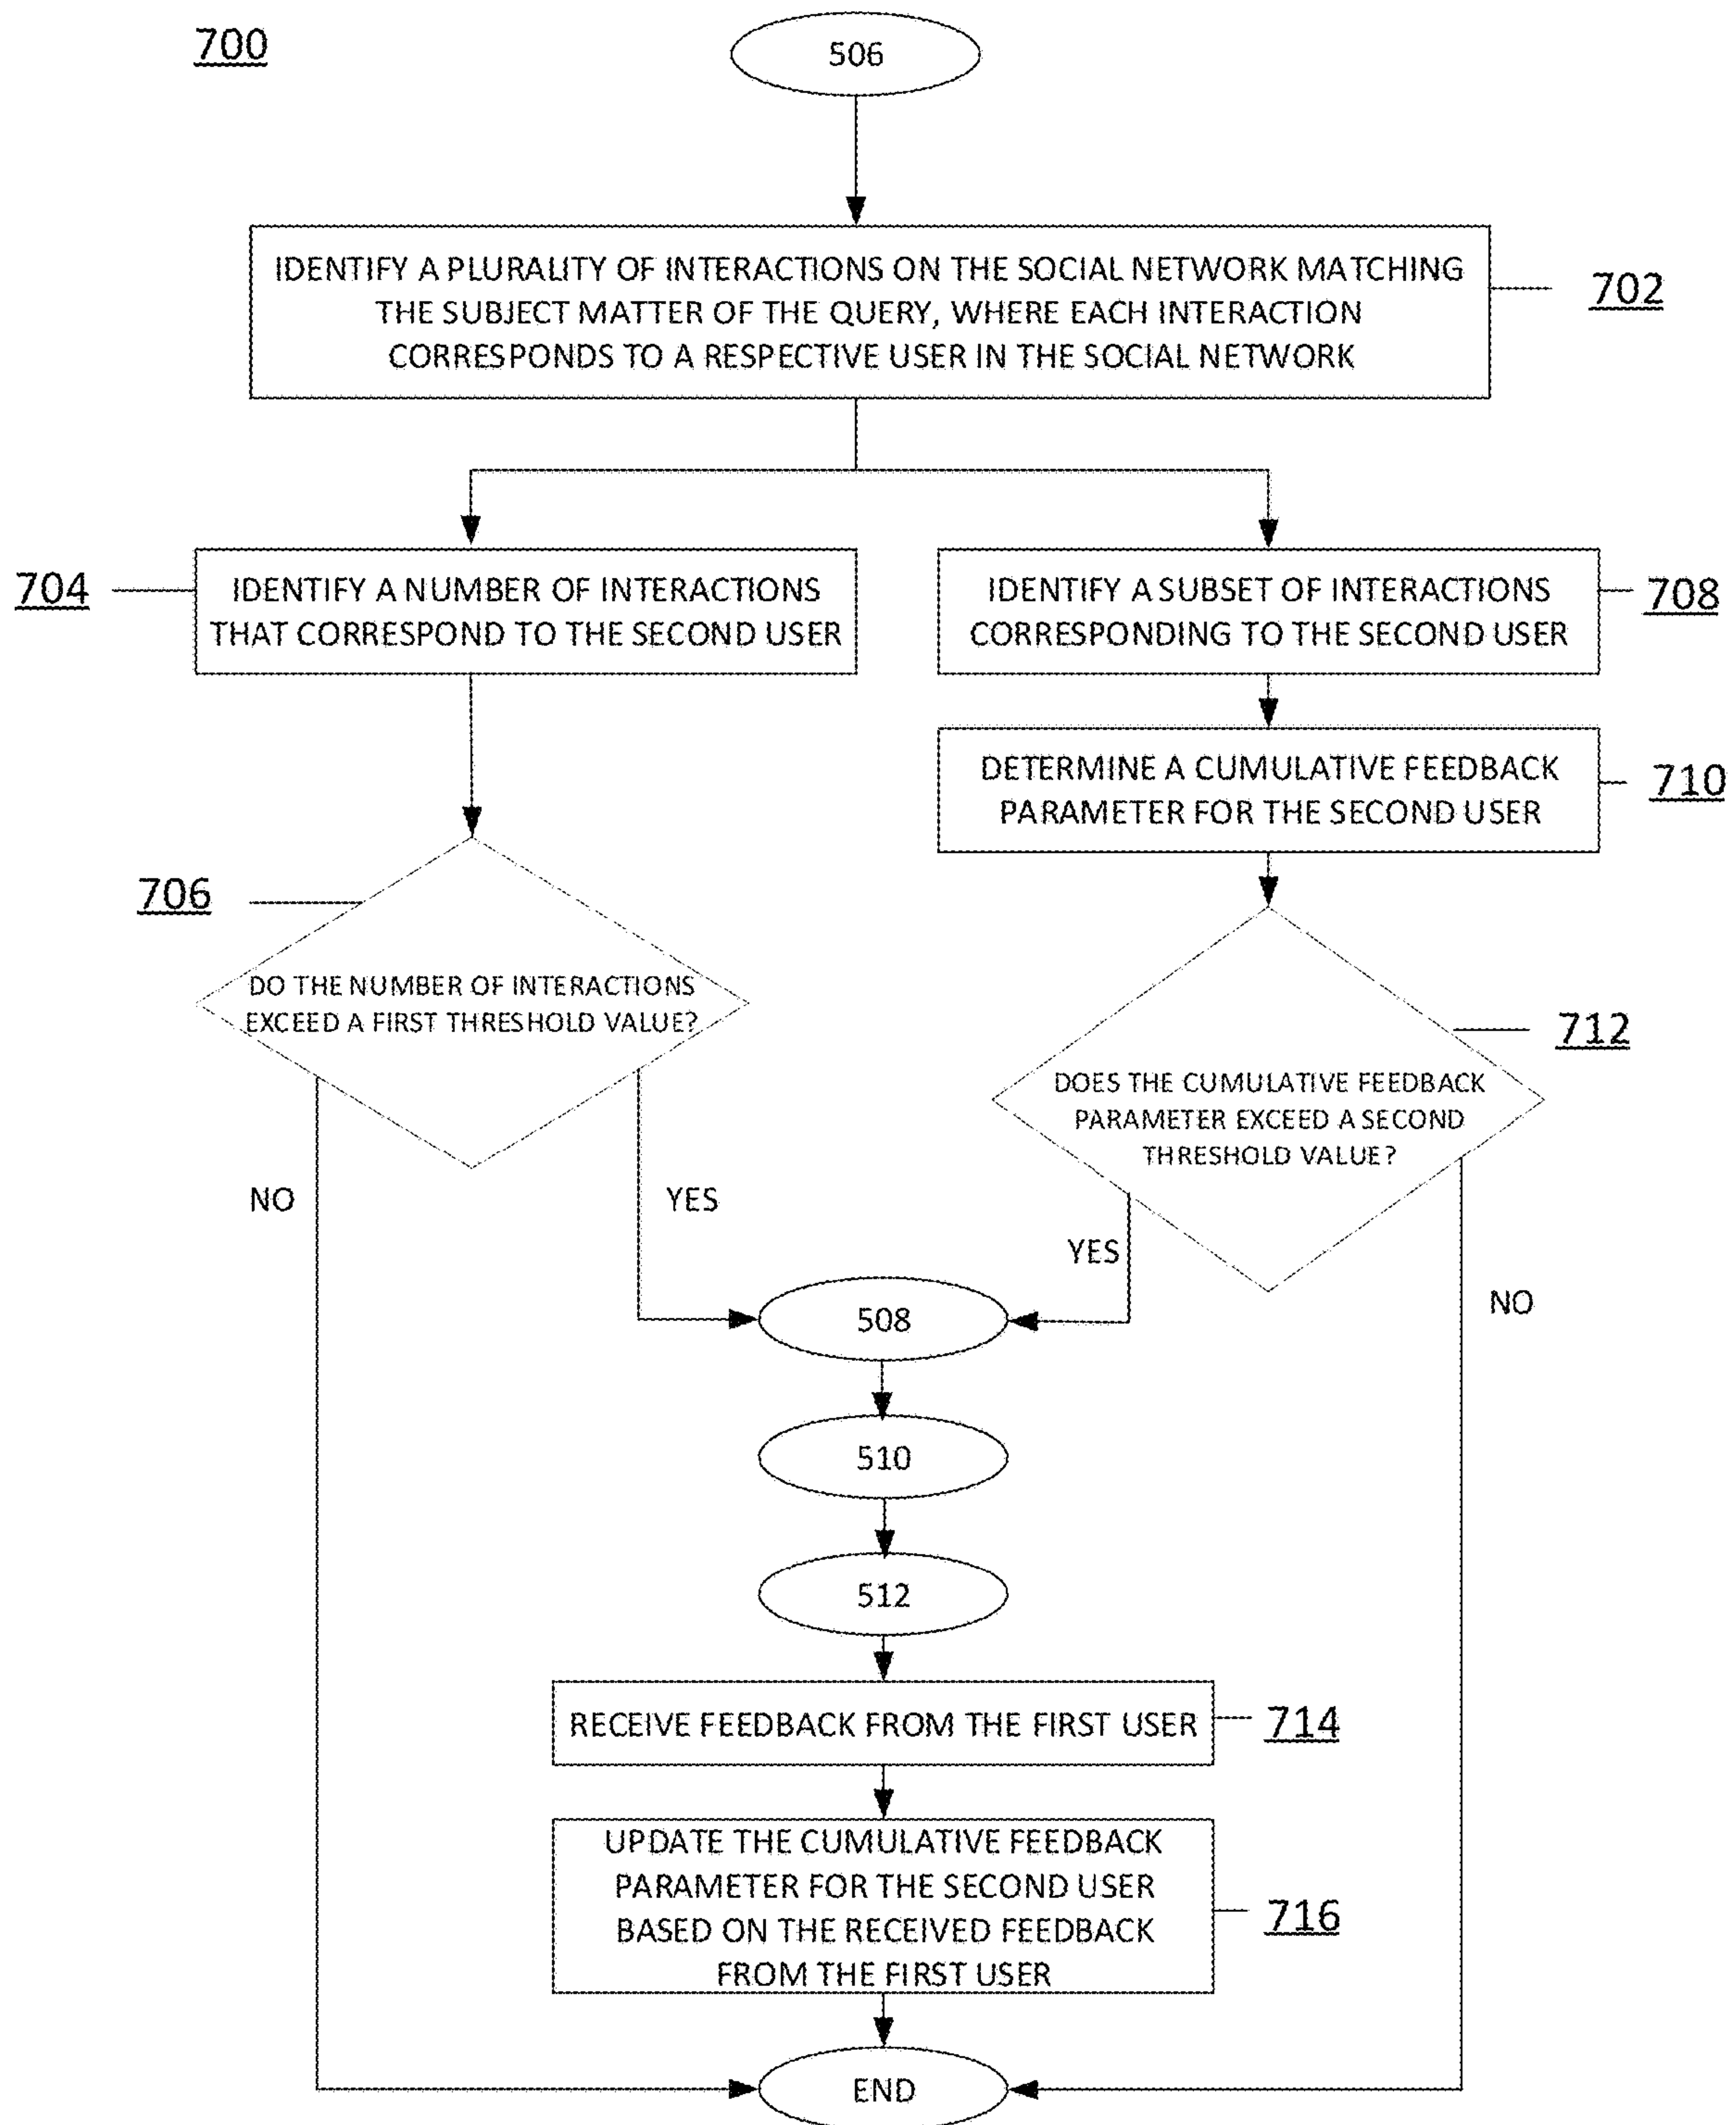 700
506
IDENTIFY A PLURALITY OF INTERACTIONS ON THE SOCIAL NETWORK MATCHING
THE SUBJECT MATTER OF THE QUERY, WHERE EACH INTERACTION
CORRESPONDS TO A RESPECTIVE USER IN THE SOCIAL NETWORK
702
704
IDENTIFY A NUMBER OF INTERACTIONS
THAT CORRESPOND TO THE SECOND USER
IDENTIFY A SUBSET OF INTERACTIONS
CORRESPONDING TO THE SECOND USER
708
DETERMINE A CUMULATIVE FEEDBACK
PARAMETER FOR THE SECOND USER
710
706
DO THE NUMBER OF INTERACTIONS
EXCEED A FIRST THRESHOLD VALUE?
712
DOES THE CUMULATIVE FEEDBACK
PARAMETER EXCEED A SECOND
THRESHOLD VALUE?
NO
YES
YES
NO
508
510
512
RECEIVE FEEDBACK FROM THE FIRST USER
714
UPDATE THE CUMULATIVE FEEDBACK
PARAMETER FOR THE SECOND USER
BASED ON THE RECEIVED FEEDBACK
FROM THE FIRST USER
716
END